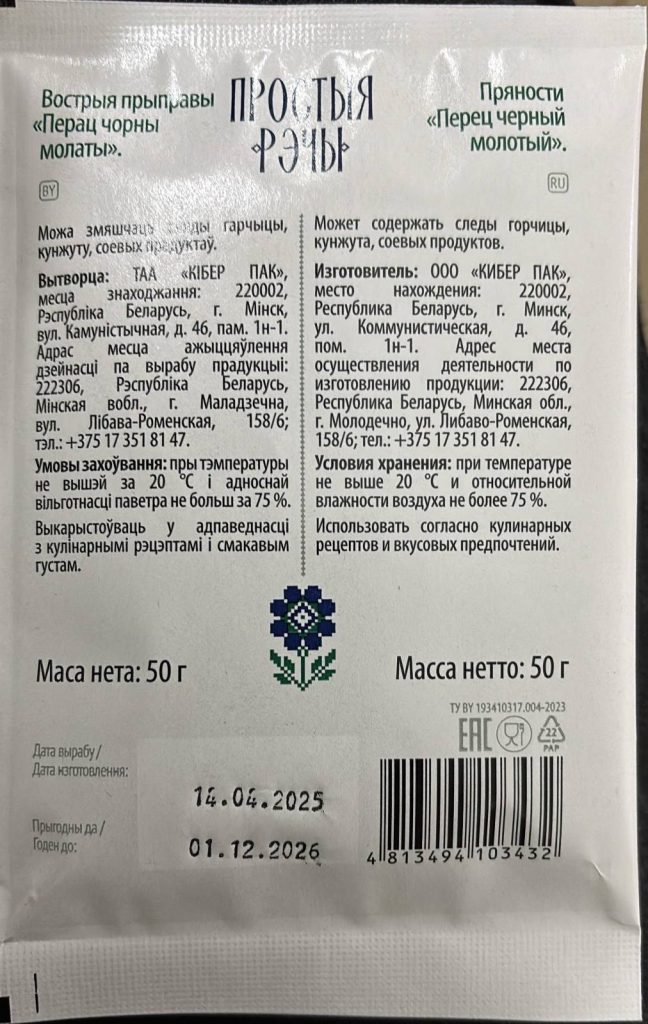 Вострыя прыправы
«Перац чорны
молаты».
BY
ПРОСТЫЯ
РЭЧЫ
Пряности
«Перец черный
молотый».
RU
Можа змяшчаць гарчыцы,
кунжуту, соевых прадуктаў.
Вытворца: ТАА «КІБЕР ПАК»,
месца знаходжання: 220002,
Рэспубліка Беларусь, г. Мінск,
вул. Камуністычная, д. 46, пам. 1н-1.
Адрас месца ажыццяўлення
дзейнасці па вырабу прадукцыі:
222306, Рэспубліка Беларусь,
Мінская вобл., г. Маладзечна,
вул. Лібава-Роменская, 158/6;
тэл.: +375 17 351 81 47.
Умовы захоўвання: пры тэмпературы
не вышэй за 20 °С і адноснай
вільготнасці паветра не больш за 75 %.
Выкарыстоўваць у адпаведнасці
з кулінарнымі рэцэптамі і смакавым
густам.
Может содержать следы горчицы,
кунжута, соевых продуктов.
Изготовитель: ООО «КИБЕР ПАК»,
место нахождения: 220002,
Республика Беларусь, г. Минск,
ул. Коммунистическая, д. 46,
пом. 1н-1. Адрес места
осуществления деятельности по
изготовлению продукции: 222306,
Республика Беларусь, Минская обл.,
г. Молодечно, ул. Либаво-Роменская,
158/6; тел.: +375 17 351 81 47.
Условия хранения: при температуре
не выше 20 °С и относительной
влажности воздуха не более 75 %.
Использовать согласно кулинарных
рецептов и вкусовых предпочтений.
Маса нета: 50 г
Масса нетто: 50 г
ТУ BY 193410317.004-2023
EAC
22
PAP
Дата вырабу /
Дата изготовления:
14.04.2025
Прыгодны да /
Годен до:
01.12.2026
4 813494 103432